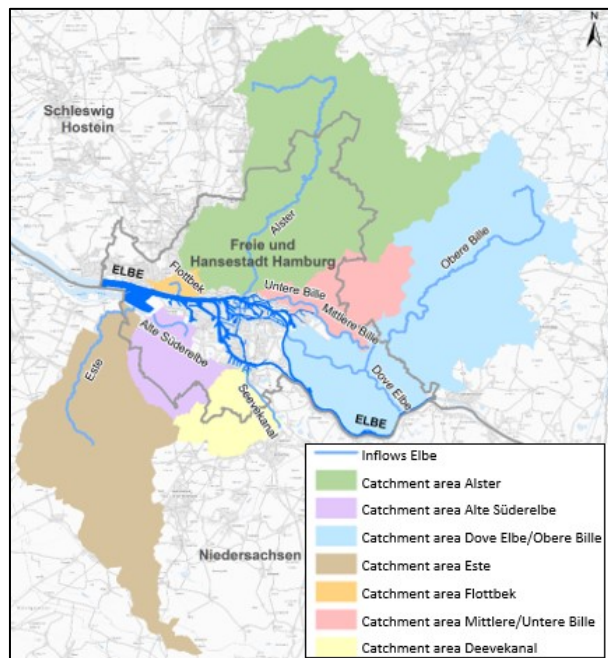 N
Schleswig
Hostein
Obere Bille
Alster
Freie und
Hansestadt Hamburg
ELBE
Flottbek
Untere Bille
Mittlere Bille
Alte Süderelbe
Este
Dove Elbe
Seevekanal
ELBE
Niedersachsen
Inflows Elbe
Catchment area Alster
Catchment area Alte Süderelbe
Catchment area Dove Elbe/Obere Bille
Catchment area Este
Catchment area Flottbek
Catchment area Mittlere/Untere Bille
Catchment area Deevekanal